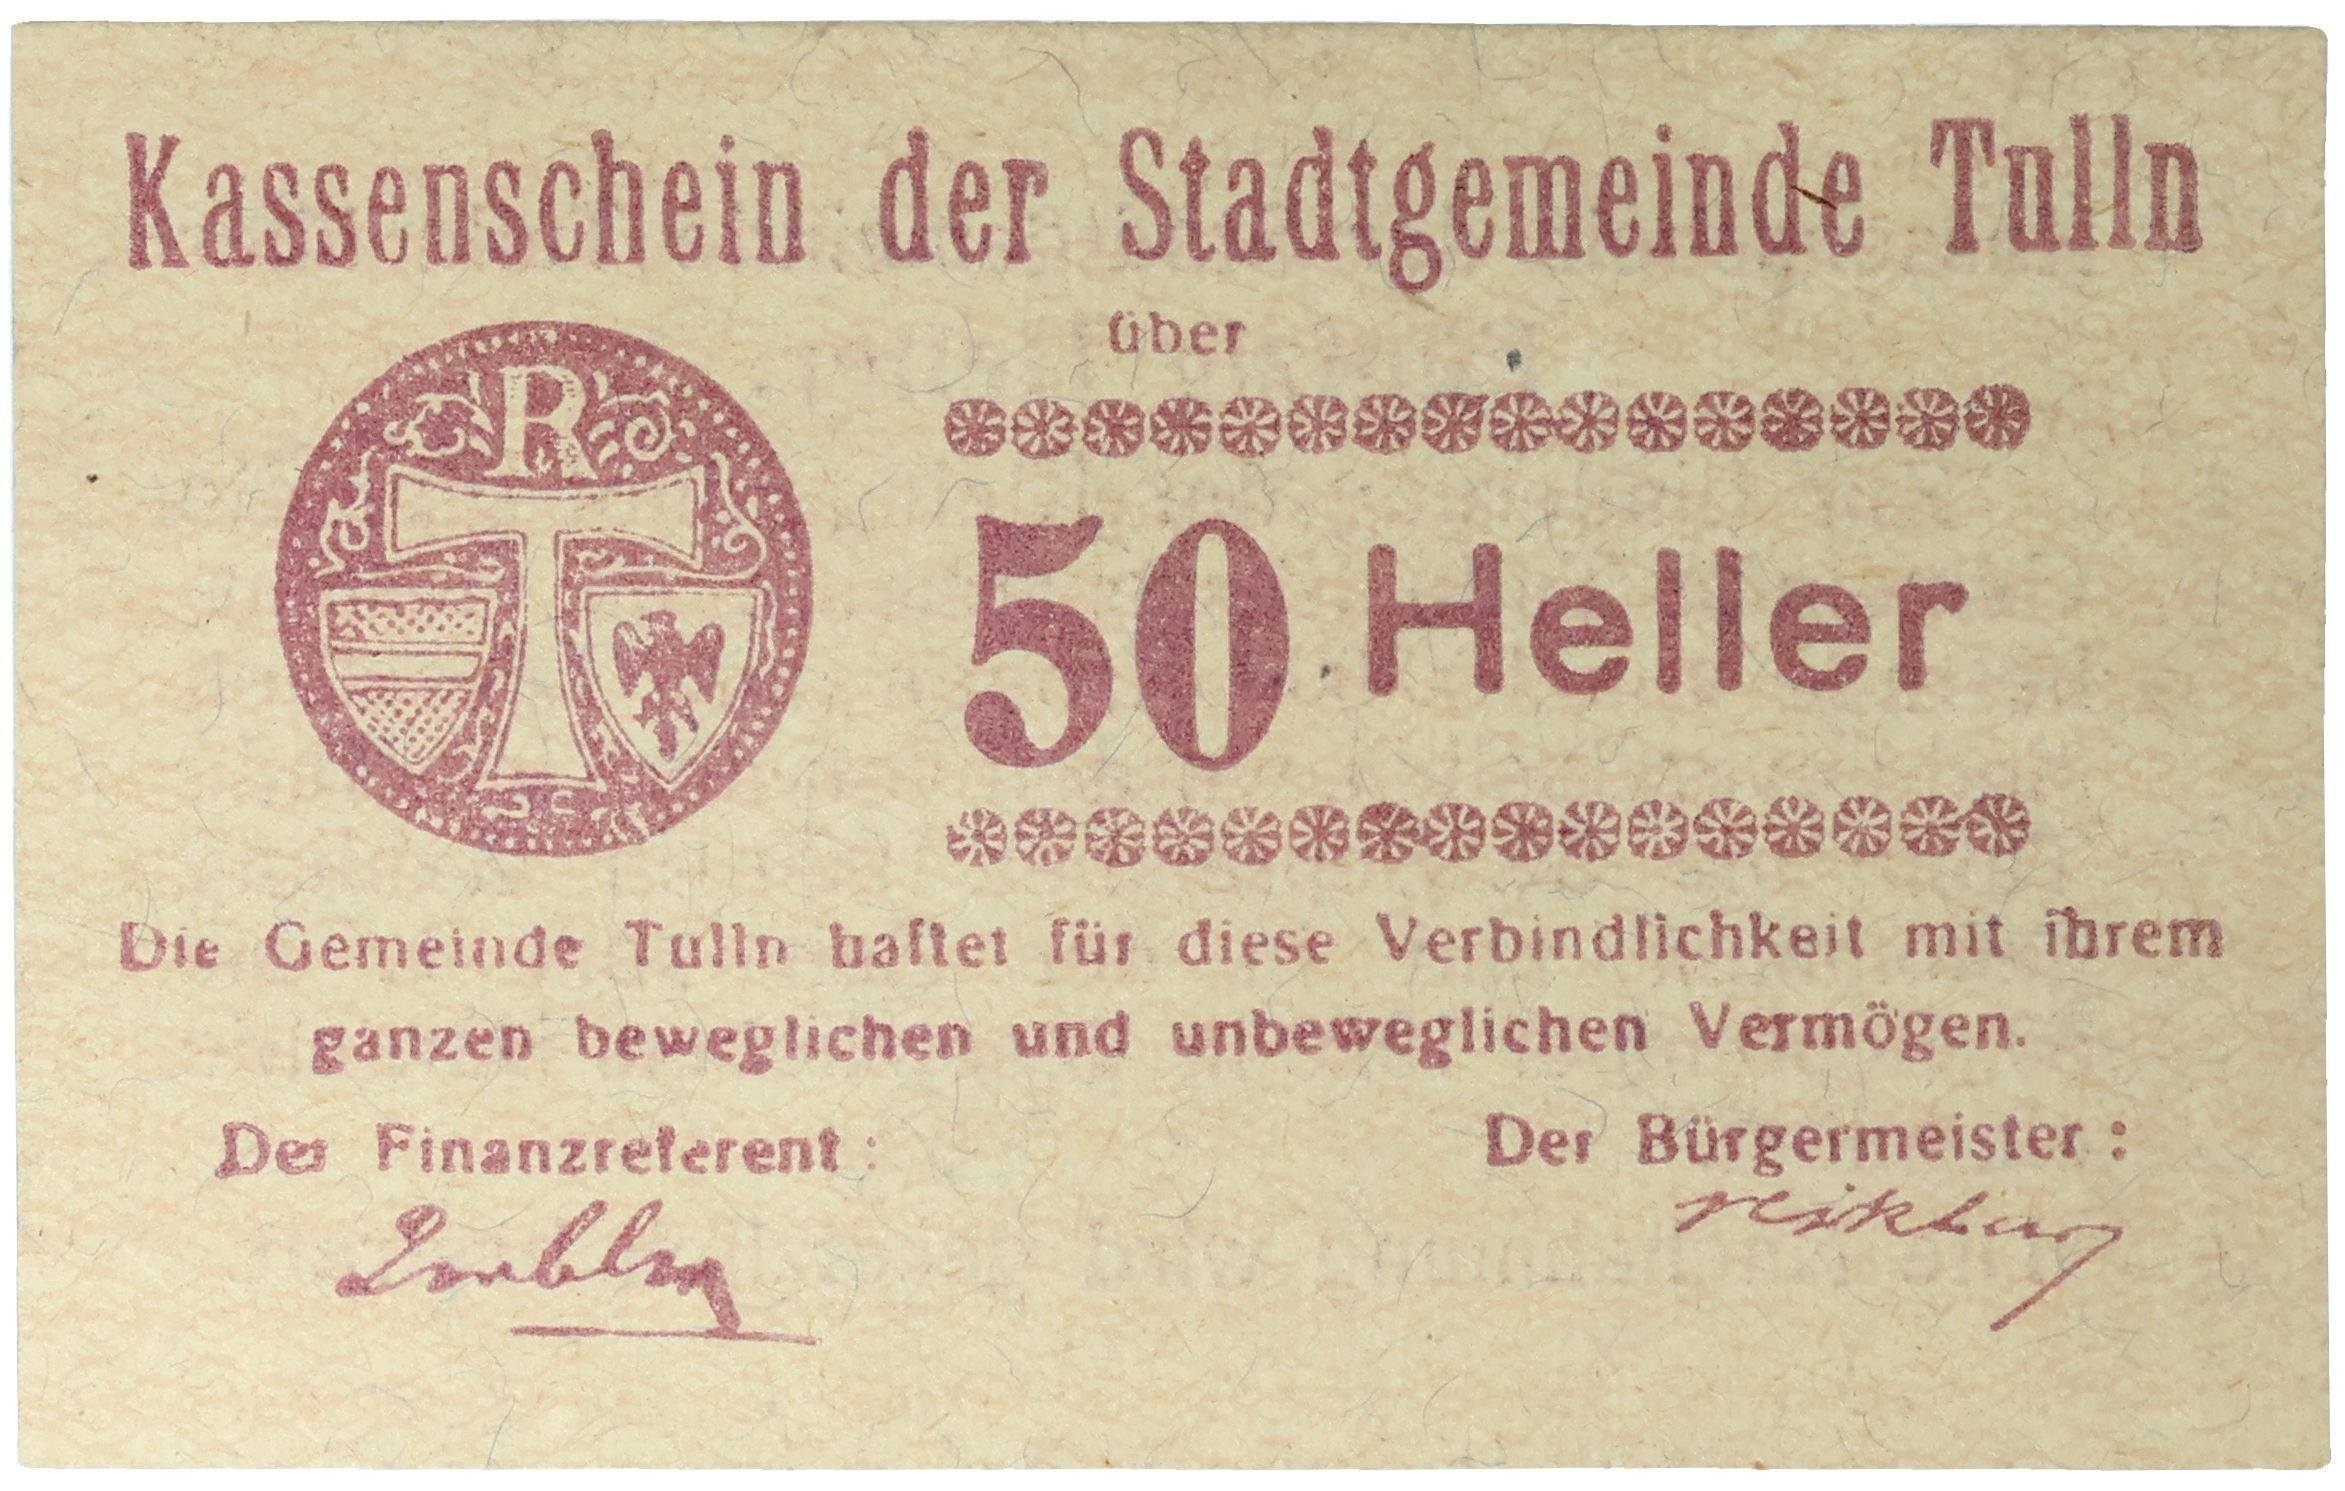 Kassenschein der Stadtgemeinde Tulln
über
R
T
50 Heller
Die Gemeinde Tulln haftet für diese Verbindlichkeit mit ihrem
ganzen beweglichen und unbeweglichen Vermögen.
Der Finanzreferent:
Der Bürgermeister: